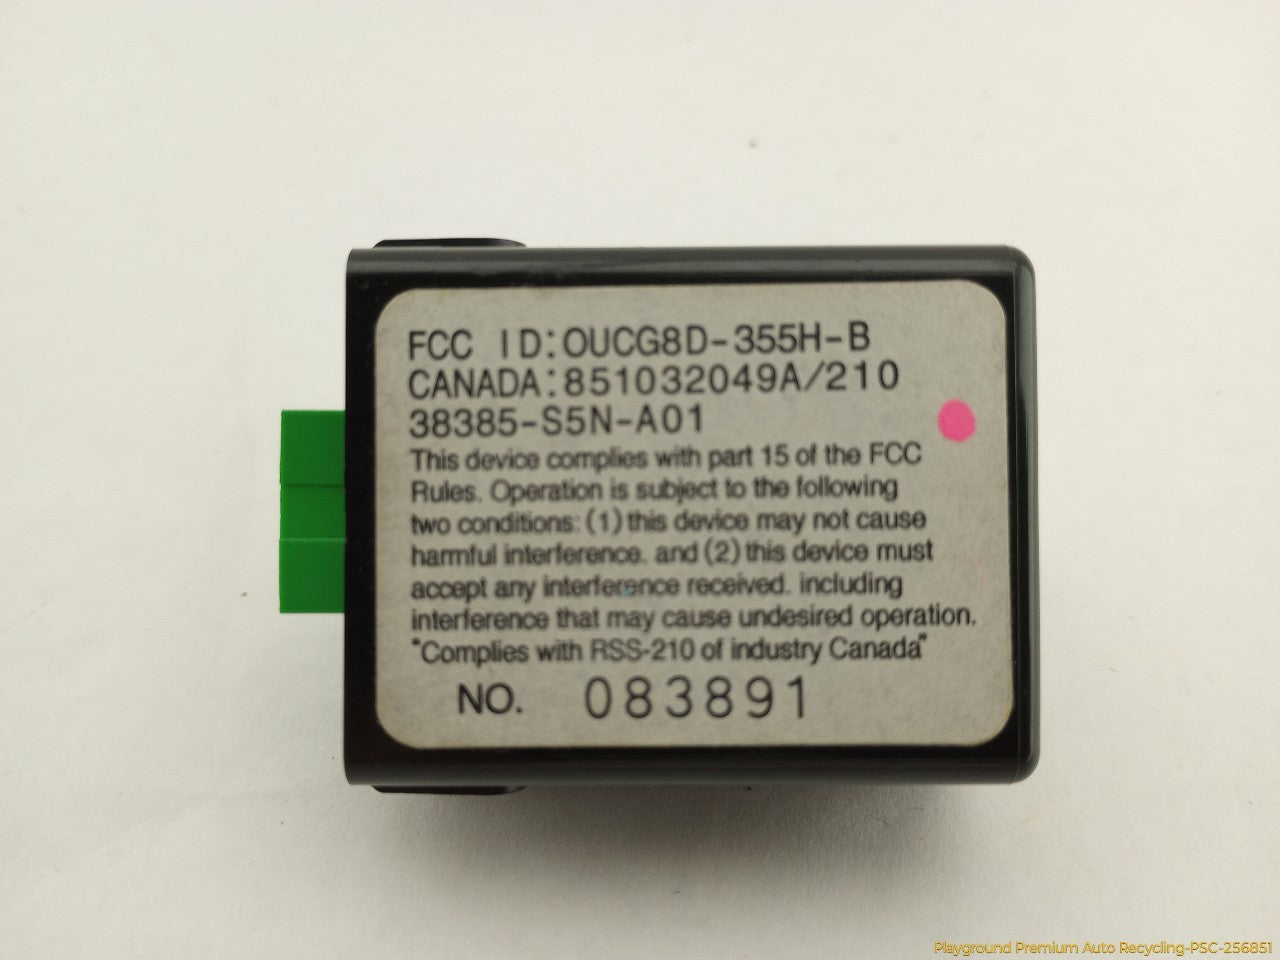 FCC ID:OUCG8D-355H-B
CANADA:851032049A/210
38385-S5N-A01
This device complies with part 15 of the FCC
Rules. Operation is subject to the following
two conditions: (1) this device may not cause
harmful interference. and (2) this device must
accept any interference received. including
interference that may cause undesired operation.
"Complies with RSS-210 of industry Canada"
NO. 083891
Playground Premium Auto Recycling-PSC-256851